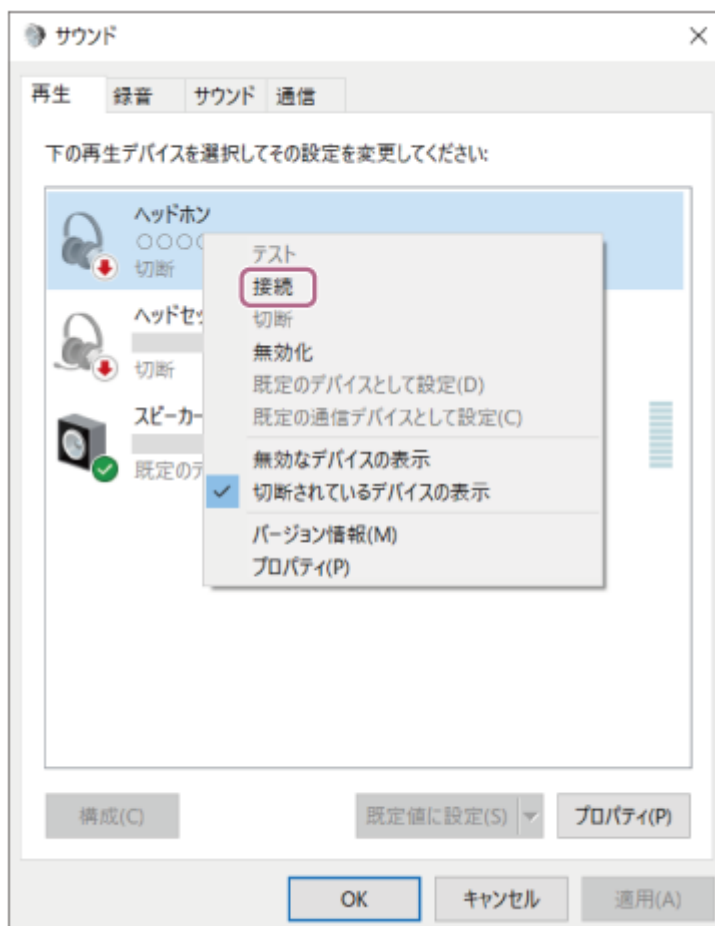 サウンド
再生 録音 サウンド 通信
下の再生デバイスを選択してその設定を変更してください:
ヘッドホン
○○○○
切断
テスト
接続
切断
無効化
既定のデバイスとして設定(D)
既定の通信デバイスとして設定(C)
無効なデバイスの表示
切断されているデバイスの表示
バージョン情報(M)
プロパティ(P)
ヘッドセッ
切断
スピーカー
既定のデ
構成(C) 既定値に設定(S) プロパティ(P)
OK キャンセル 適用(A)